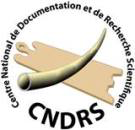 Centre National de Documentation et de Recherche Scientifique
CNDRS